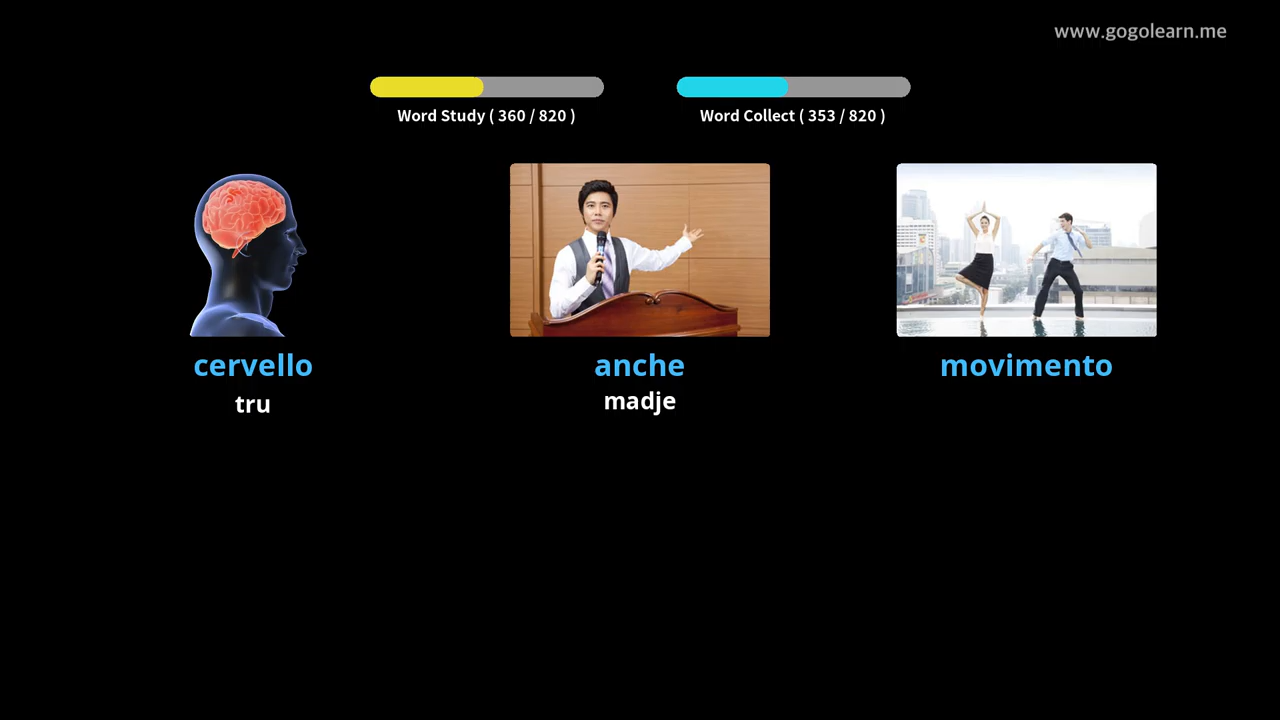 www.gogolearn.me
Word Study ( 360 / 820 )
Word Collect ( 353 / 820 )
cervello
tru
anche
madje
movimento